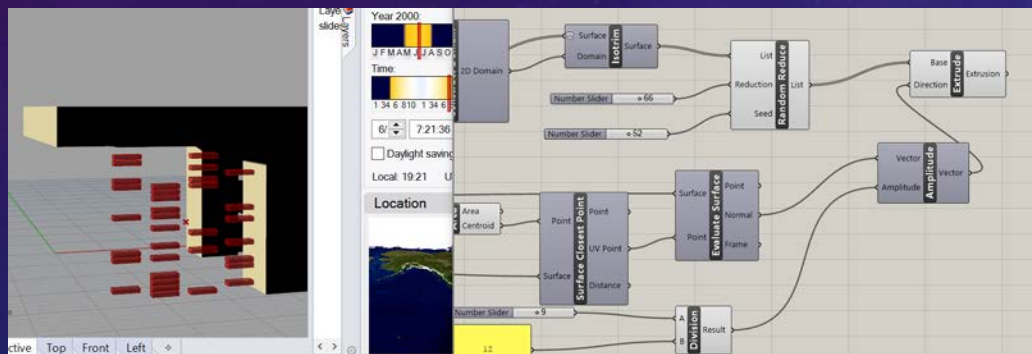 Layers
slide
Year 2000:
J F M A M J J A S O
Time:
1 34 6 8 10 1 34 6
6/ 7:21:36
Daylight saving
Local: 19:21 U
Location
ctive Top Front Left
2D Domain
Surface
Domain
Isotrim
Surface
List
Reduction
Seed
Random Reduce
List
Number Slider 66
Number Slider 52
Base
Direction
Extrude
Extrusion
Vector
Amplitude
Amplitude
Vector
Area
Centroid
Point
Surface
Surface Closest Point
Point
UV Point
Distance
Surface
Point
Evaluate Surface
Point
Normal
Frame
Number Slider 9
A
B
Division
Result
12